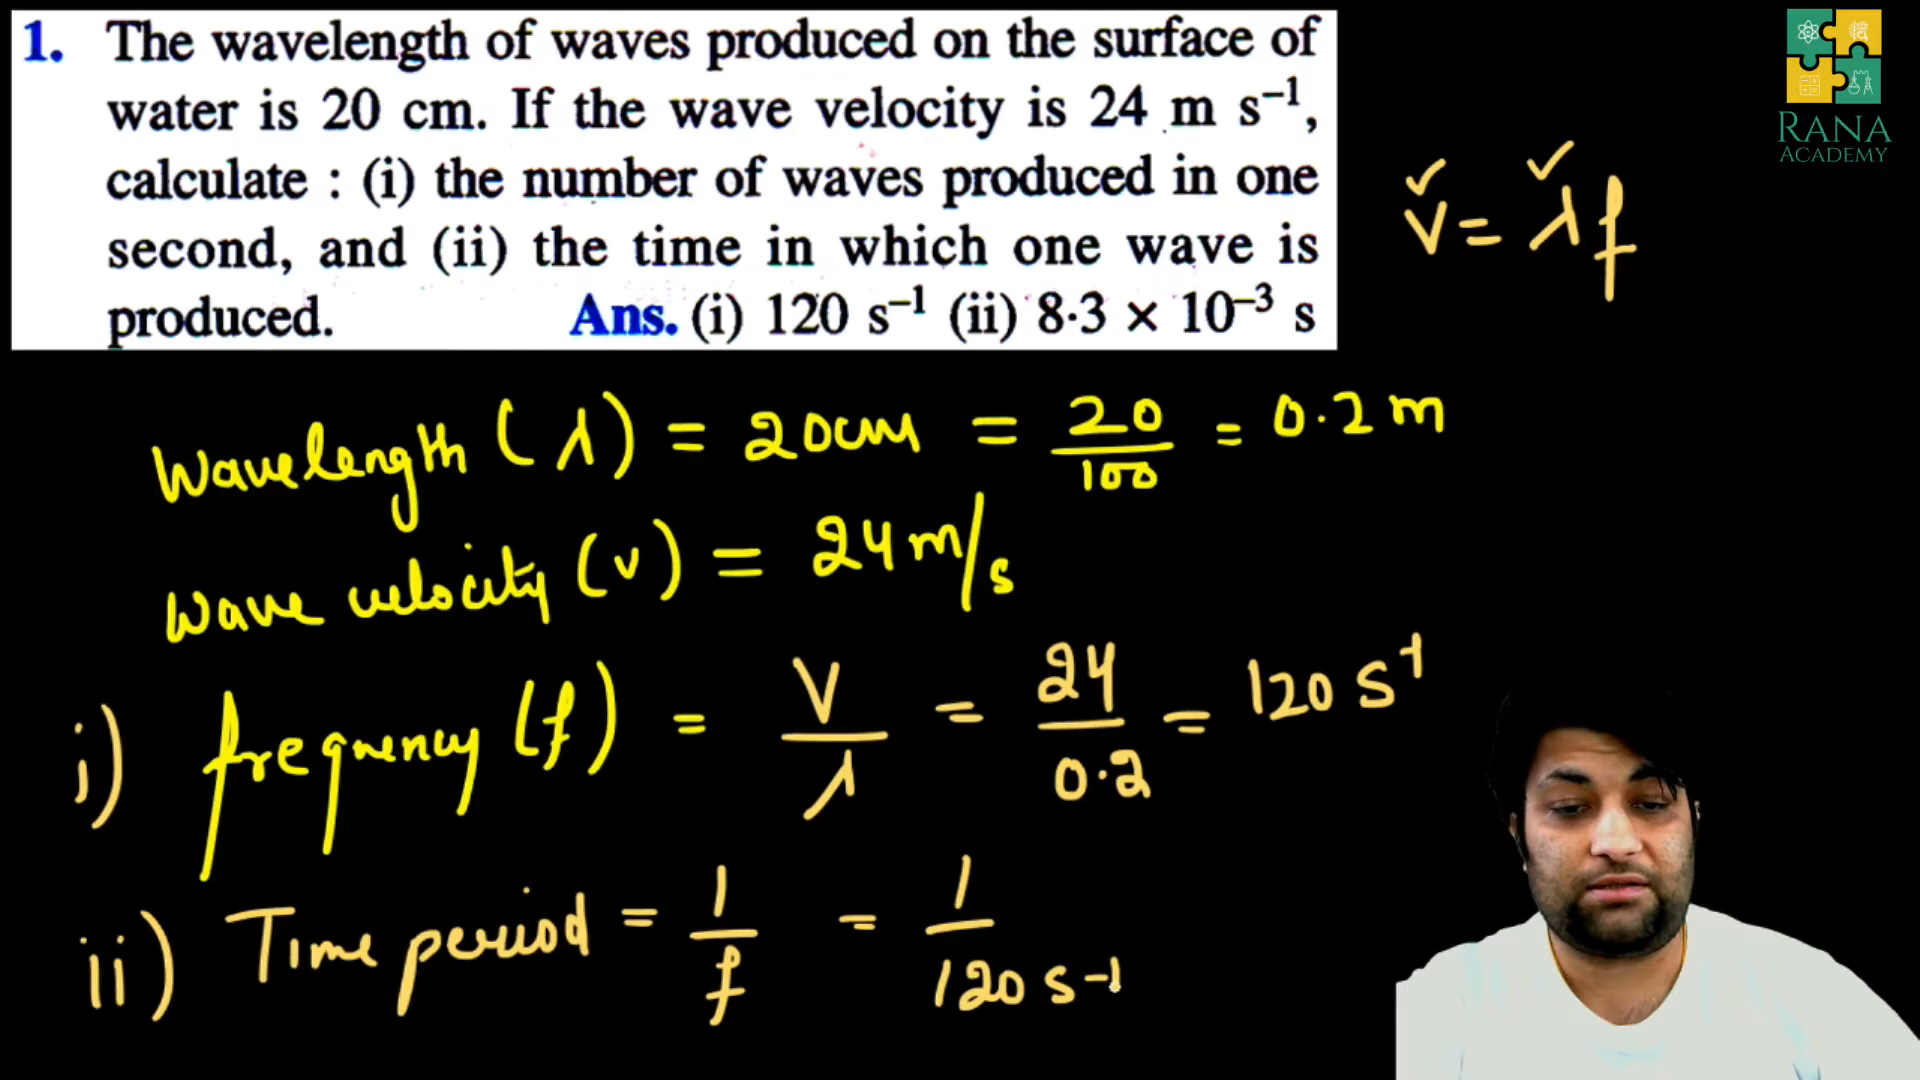 1. The wavelength of waves produced on the surface of
water is 20 cm. If the wave velocity is 24 m s⁻¹,
calculate : (i) the number of waves produced in one
second, and (ii) the time in which one wave is
produced. Ans. (i) 120 s⁻¹ (ii) 8·3 × 10⁻³ s
RANA
ACADEMY
v = λf
Wavelength (λ) = 20cm = 20/100 = 0.2 m
Wave velocity (v) = 24 m/s
i) frequency (f) = V/λ = 24/0.2 = 120 s⁻¹
ii) Time period = 1/f = 1/120 s-1